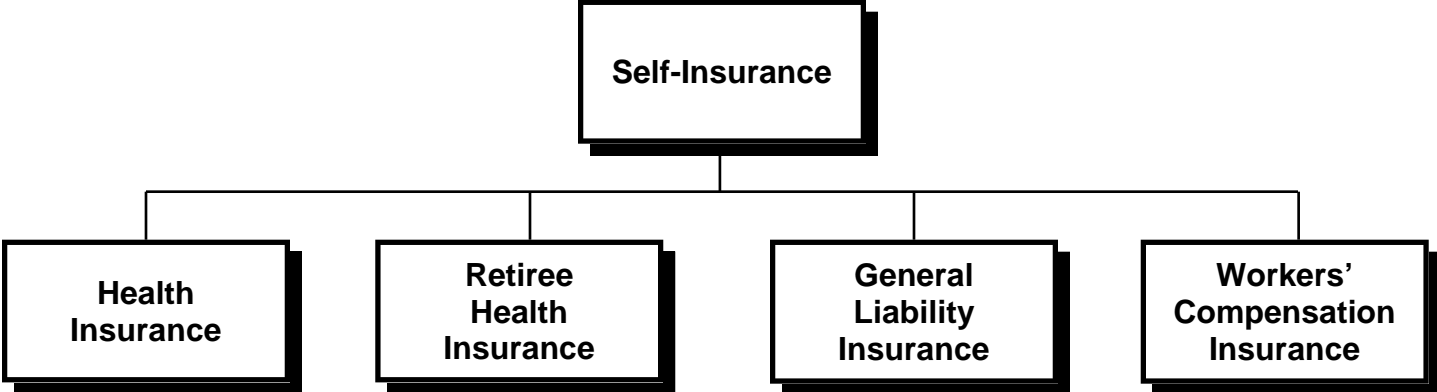 Self-Insurance
Health
Insurance
Retiree
Health
Insurance
General
Liability
Insurance
Workers’
Compensation
Insurance